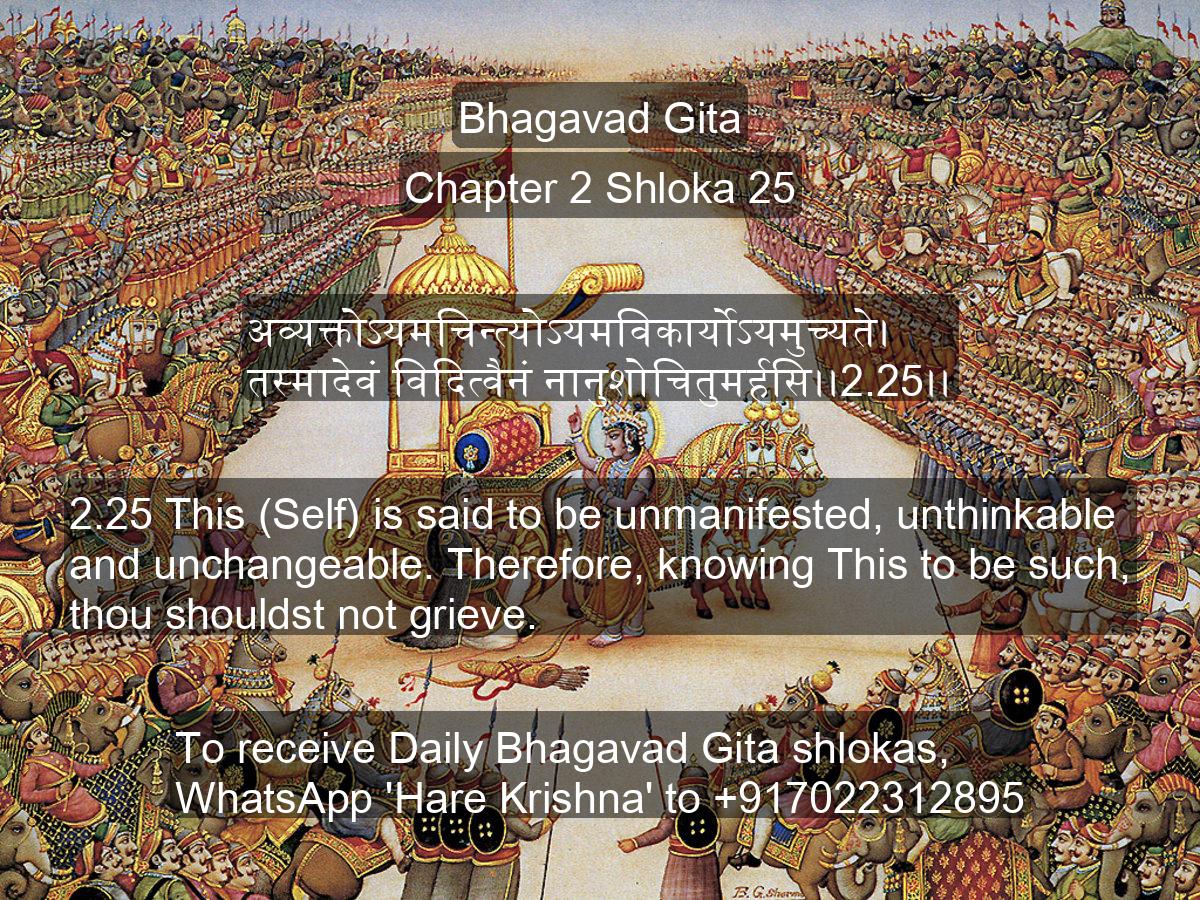 Bhagavad Gita
Chapter 2 Shloka 25
अव्यक्तोऽयमचिन्त्योऽयमविकार्योऽयमुच्यते।
तस्मादेवं विदित्वैनं नानुशोचितुमर्हसि।।2.25।।
2.25 This (Self) is said to be unmanifested, unthinkable
and unchangeable. Therefore, knowing This to be such,
thou shouldst not grieve.
To receive Daily Bhagavad Gita shlokas,
WhatsApp 'Hare Krishna' to +917022312895
B.G.Sharma